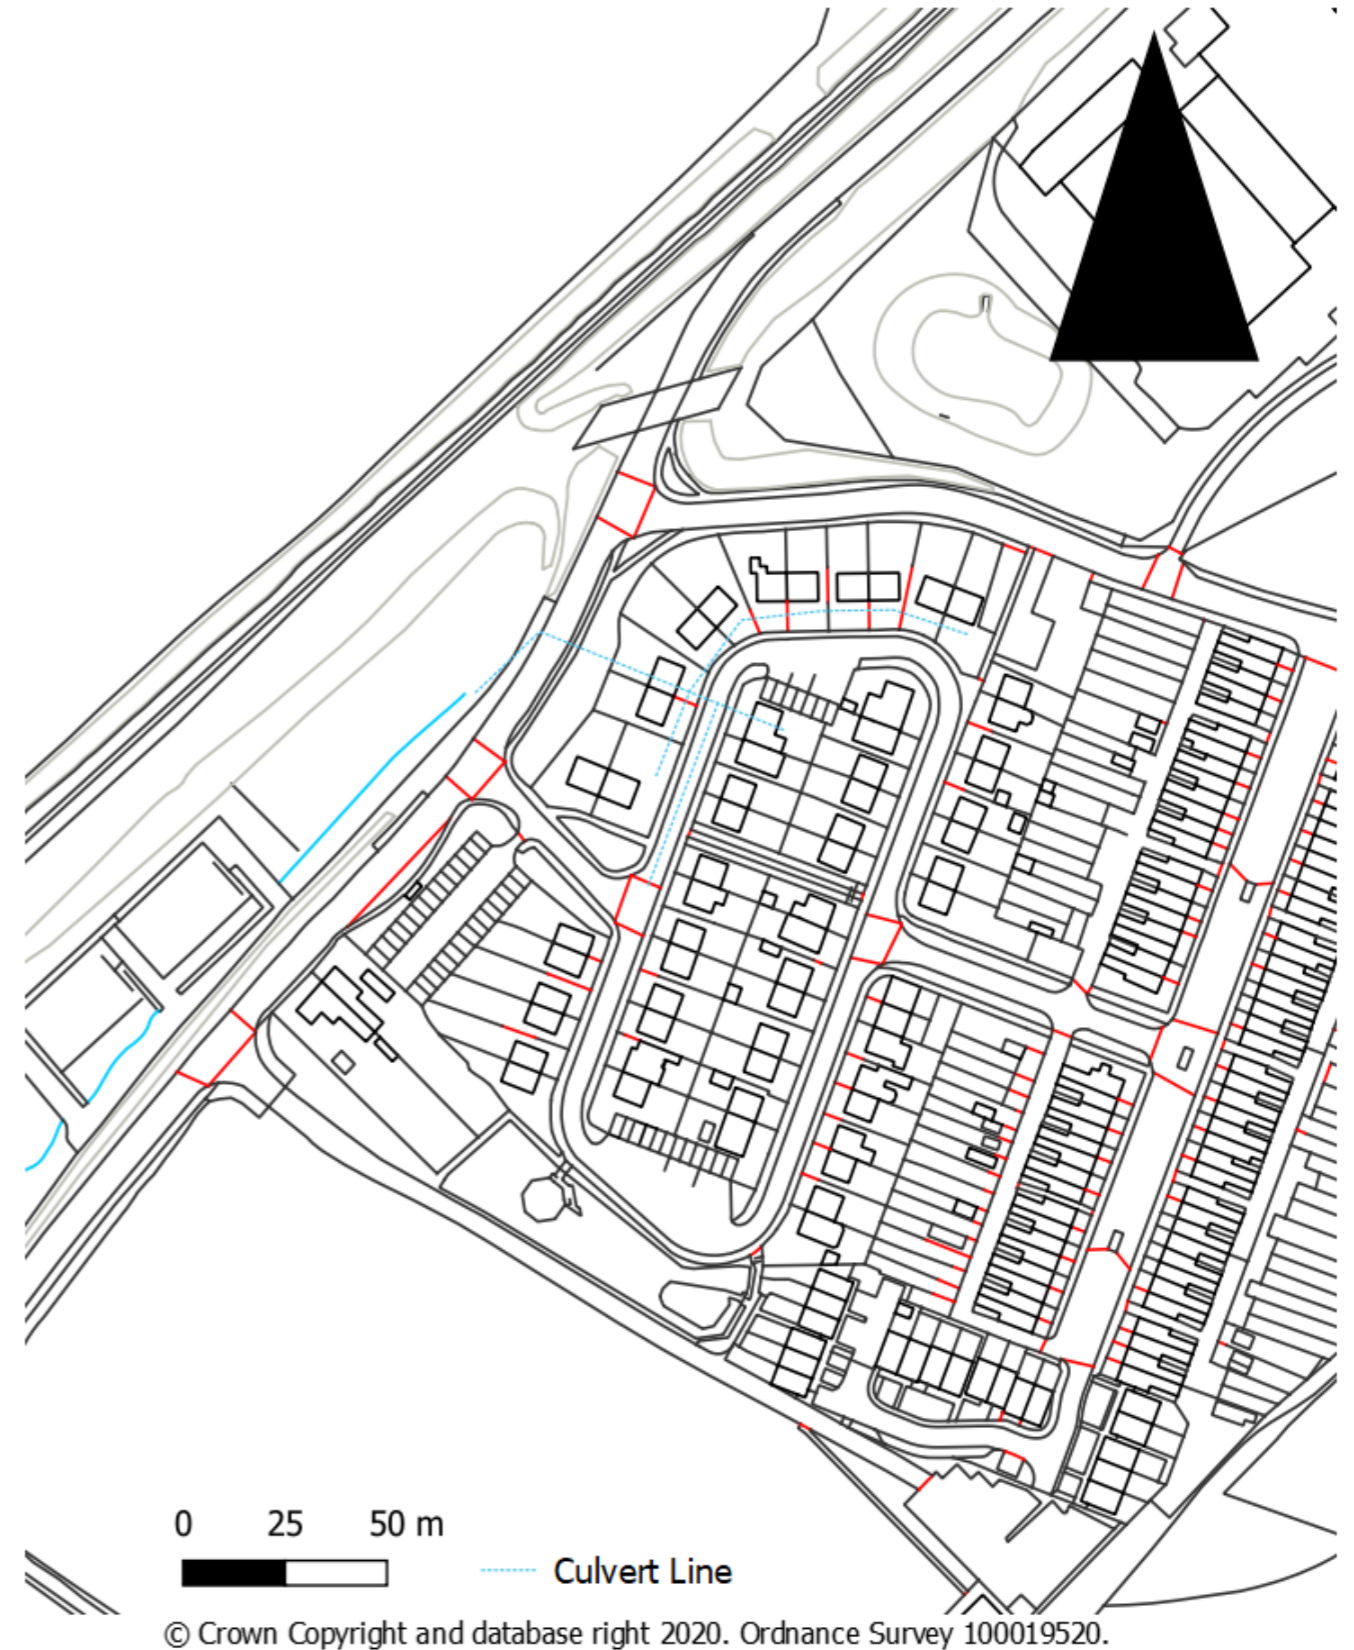 0 25 50 m
Culvert Line
© Crown Copyright and database right 2020. Ordnance Survey 100019520.